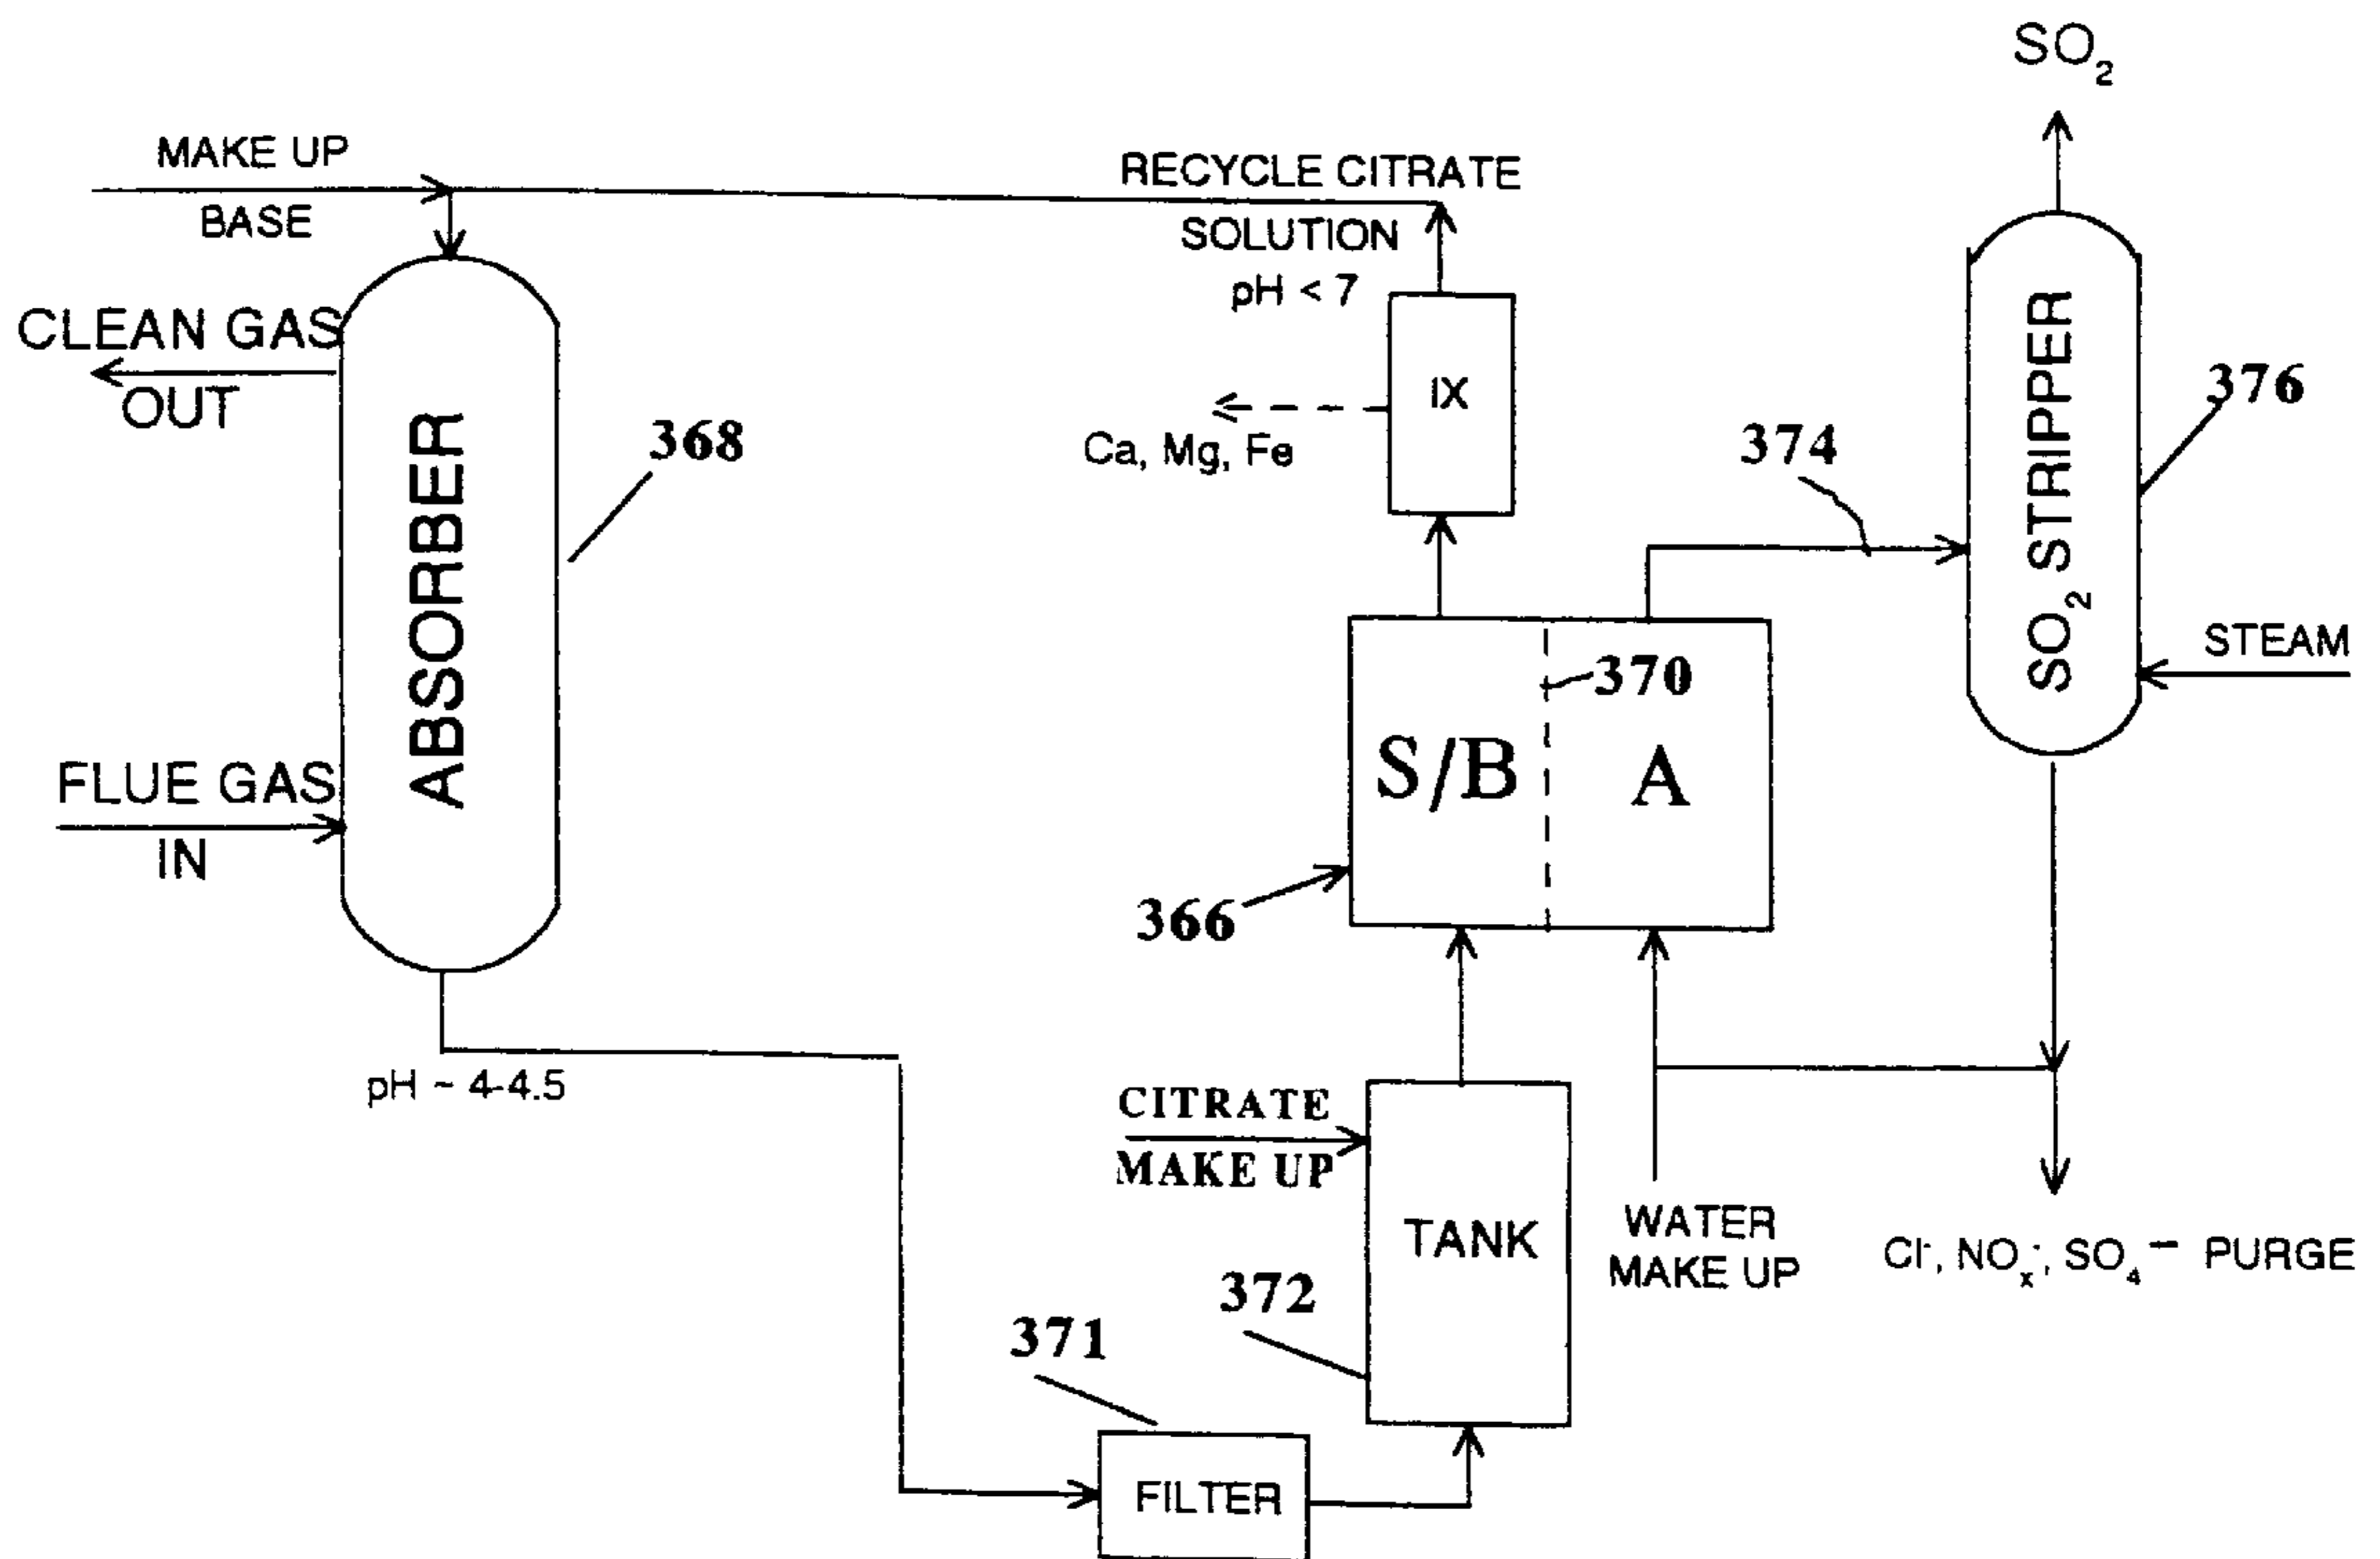 SO₂
MAKE UP
BASE
RECYCLE CITRATE
SOLUTION
pH < 7
CLEAN GAS
OUT
ABSORBER
368
IX
Ca, Mg, Fe
374
SO₂ STRIPPER
376
STEAM
370
S/B
A
FLUE GAS
IN
366
pH ~ 4-4.5
CITRATE
MAKE UP
TANK
372
WATER
MAKE UP
Cl⁻, NOₓ⁻, SO₄⁻ PURGE
371
FILTER